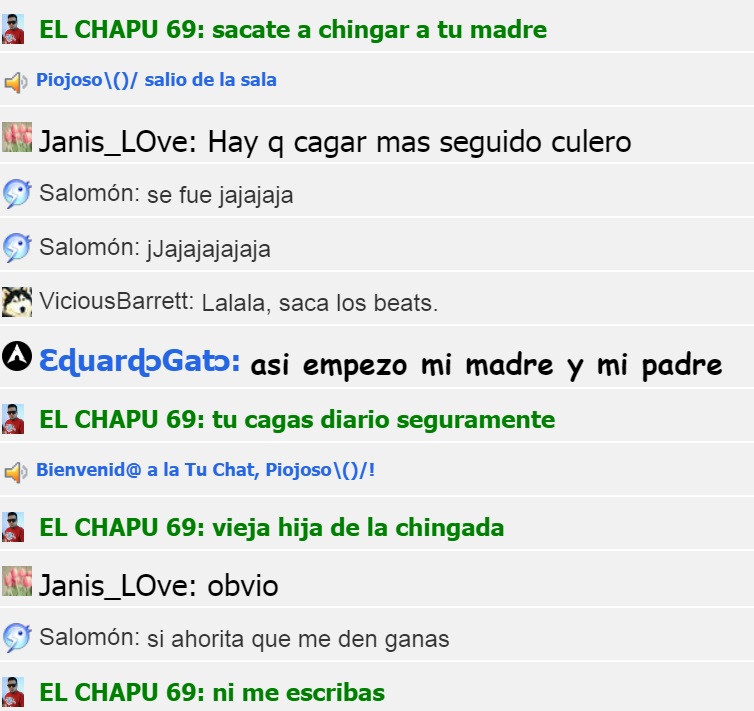 EL CHAPU 69: sacate a chingar a tu madre
Piojoso\()/ salio de la sala
Janis_LOve: Hay q cagar mas seguido culero
Salomón: se fue jajajaja
Salomón: jJajajajajaja
ViciousBarrett: Lalala, saca los beats.
ƐɖuarɖɔGatɔ: asi empezo mi madre y mi padre
EL CHAPU 69: tu cagas diario seguramente
Bienvenid@ a la Tu Chat, Piojoso\()/!
EL CHAPU 69: vieja hija de la chingada
Janis_LOve: obvio
Salomón: si ahorita que me den ganas
EL CHAPU 69: ni me escribas